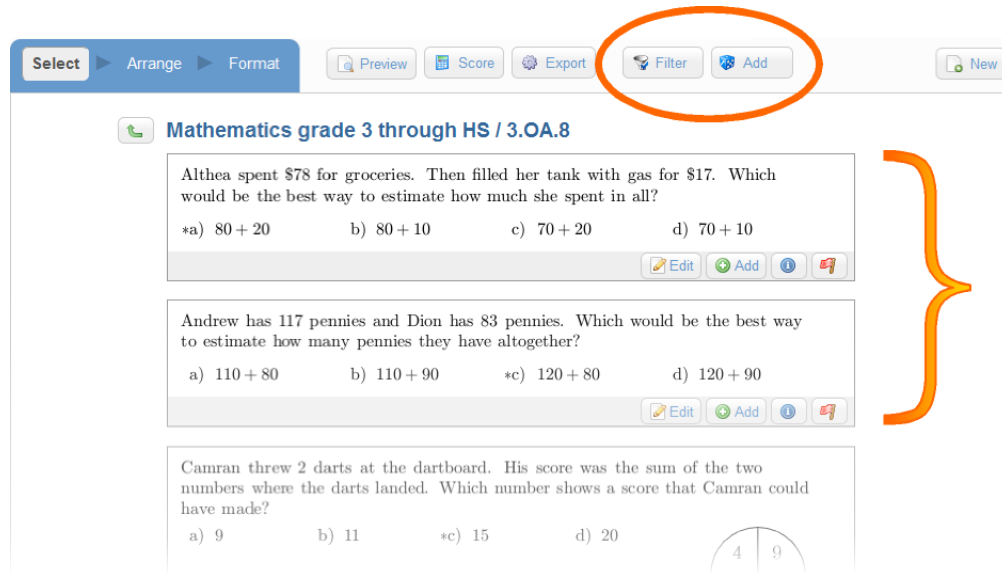 Select Arrange Format Preview Score Export Filter Add New
Mathematics grade 3 through HS / 3.OA.8
Althea spent $78 for groceries. Then filled her tank with gas for $17. Which
would be the best way to estimate how much she spent in all?
*a) 80 + 20 b) 80 + 10 c) 70 + 20 d) 70 + 10
Edit Add
Andrew has 117 pennies and Dion has 83 pennies. Which would be the best way
to estimate how many pennies they have altogether?
a) 110 + 80 b) 110 + 90 *c) 120 + 80 d) 120 + 90
Edit Add
Camran threw 2 darts at the dartboard. His score was the sum of the two
numbers where the darts landed. Which number shows a score that Camran could
have made?
a) 9 b) 11 *c) 15 d) 20
4 9